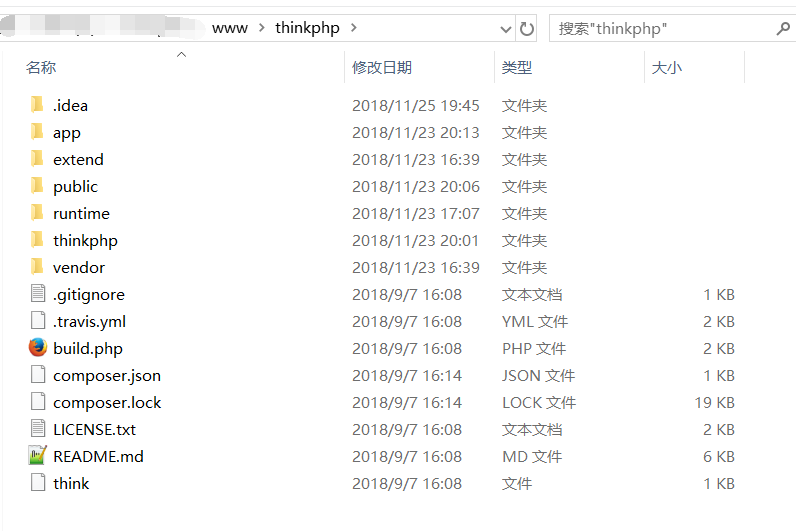 www > thinkphp > 搜索"thinkphp"
名称 修改日期 类型 大小
.idea 2018/11/25 19:45 文件夹
app 2018/11/23 20:13 文件夹
extend 2018/11/23 16:39 文件夹
public 2018/11/23 20:06 文件夹
runtime 2018/11/23 17:07 文件夹
thinkphp 2018/11/23 20:01 文件夹
vendor 2018/11/23 16:39 文件夹
.gitignore 2018/9/7 16:08 文本文档 1 KB
.travis.yml 2018/9/7 16:08 YML 文件 2 KB
build.php 2018/9/7 16:08 PHP 文件 2 KB
composer.json 2018/9/7 16:14 JSON 文件 1 KB
composer.lock 2018/9/7 16:14 LOCK 文件 19 KB
LICENSE.txt 2018/9/7 16:08 文本文档 2 KB
README.md 2018/9/7 16:08 MD 文件 6 KB
think 2018/9/7 16:08 文件 1 KB